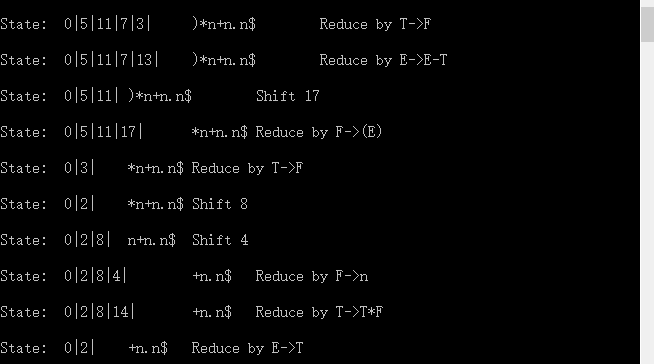 State:  0|5|11|7|3|     )*n+n.n$        Reduce by T->F
State:  0|5|11|7|13|    )*n+n.n$        Reduce by E->E-T
State:  0|5|11| )*n+n.n$        Shift 17
State:  0|5|11|17|      *n+n.n$ Reduce by F->(E)
State:  0|3|    *n+n.n$ Reduce by T->F
State:  0|2|    *n+n.n$ Shift 8
State:  0|2|8|  n+n.n$  Shift 4
State:  0|2|8|4|        +n.n$   Reduce by F->n
State:  0|2|8|14|       +n.n$   Reduce by T->T*F
State:  0|2|    +n.n$   Reduce by E->T